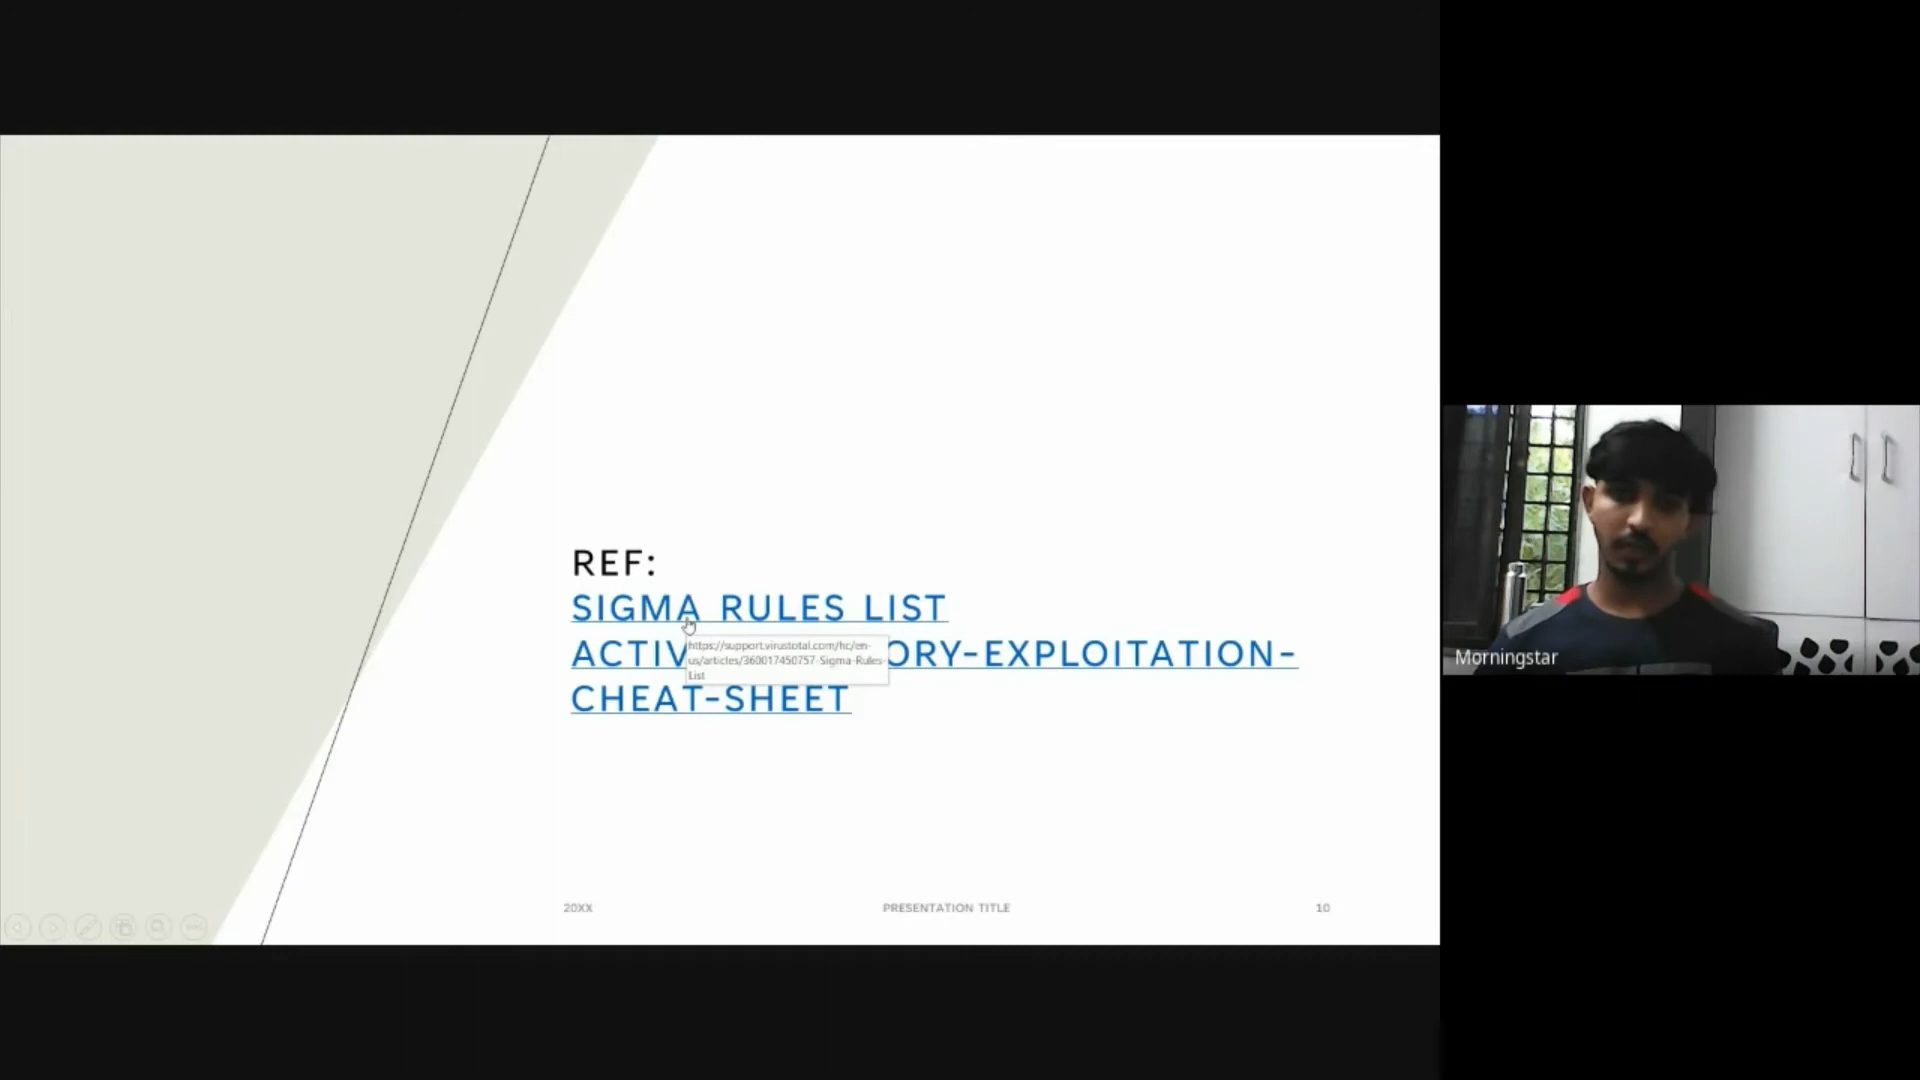 REF:
SIGMA RULES LIST
ACTIV ORY-EXPLOITATION-
https://support.virustotal.com/hc/en-
us/articles/360017450757-Sigma-Rules-
List
CHEAT-SHEET
Morningstar
20XX
PRESENTATION TITLE
10